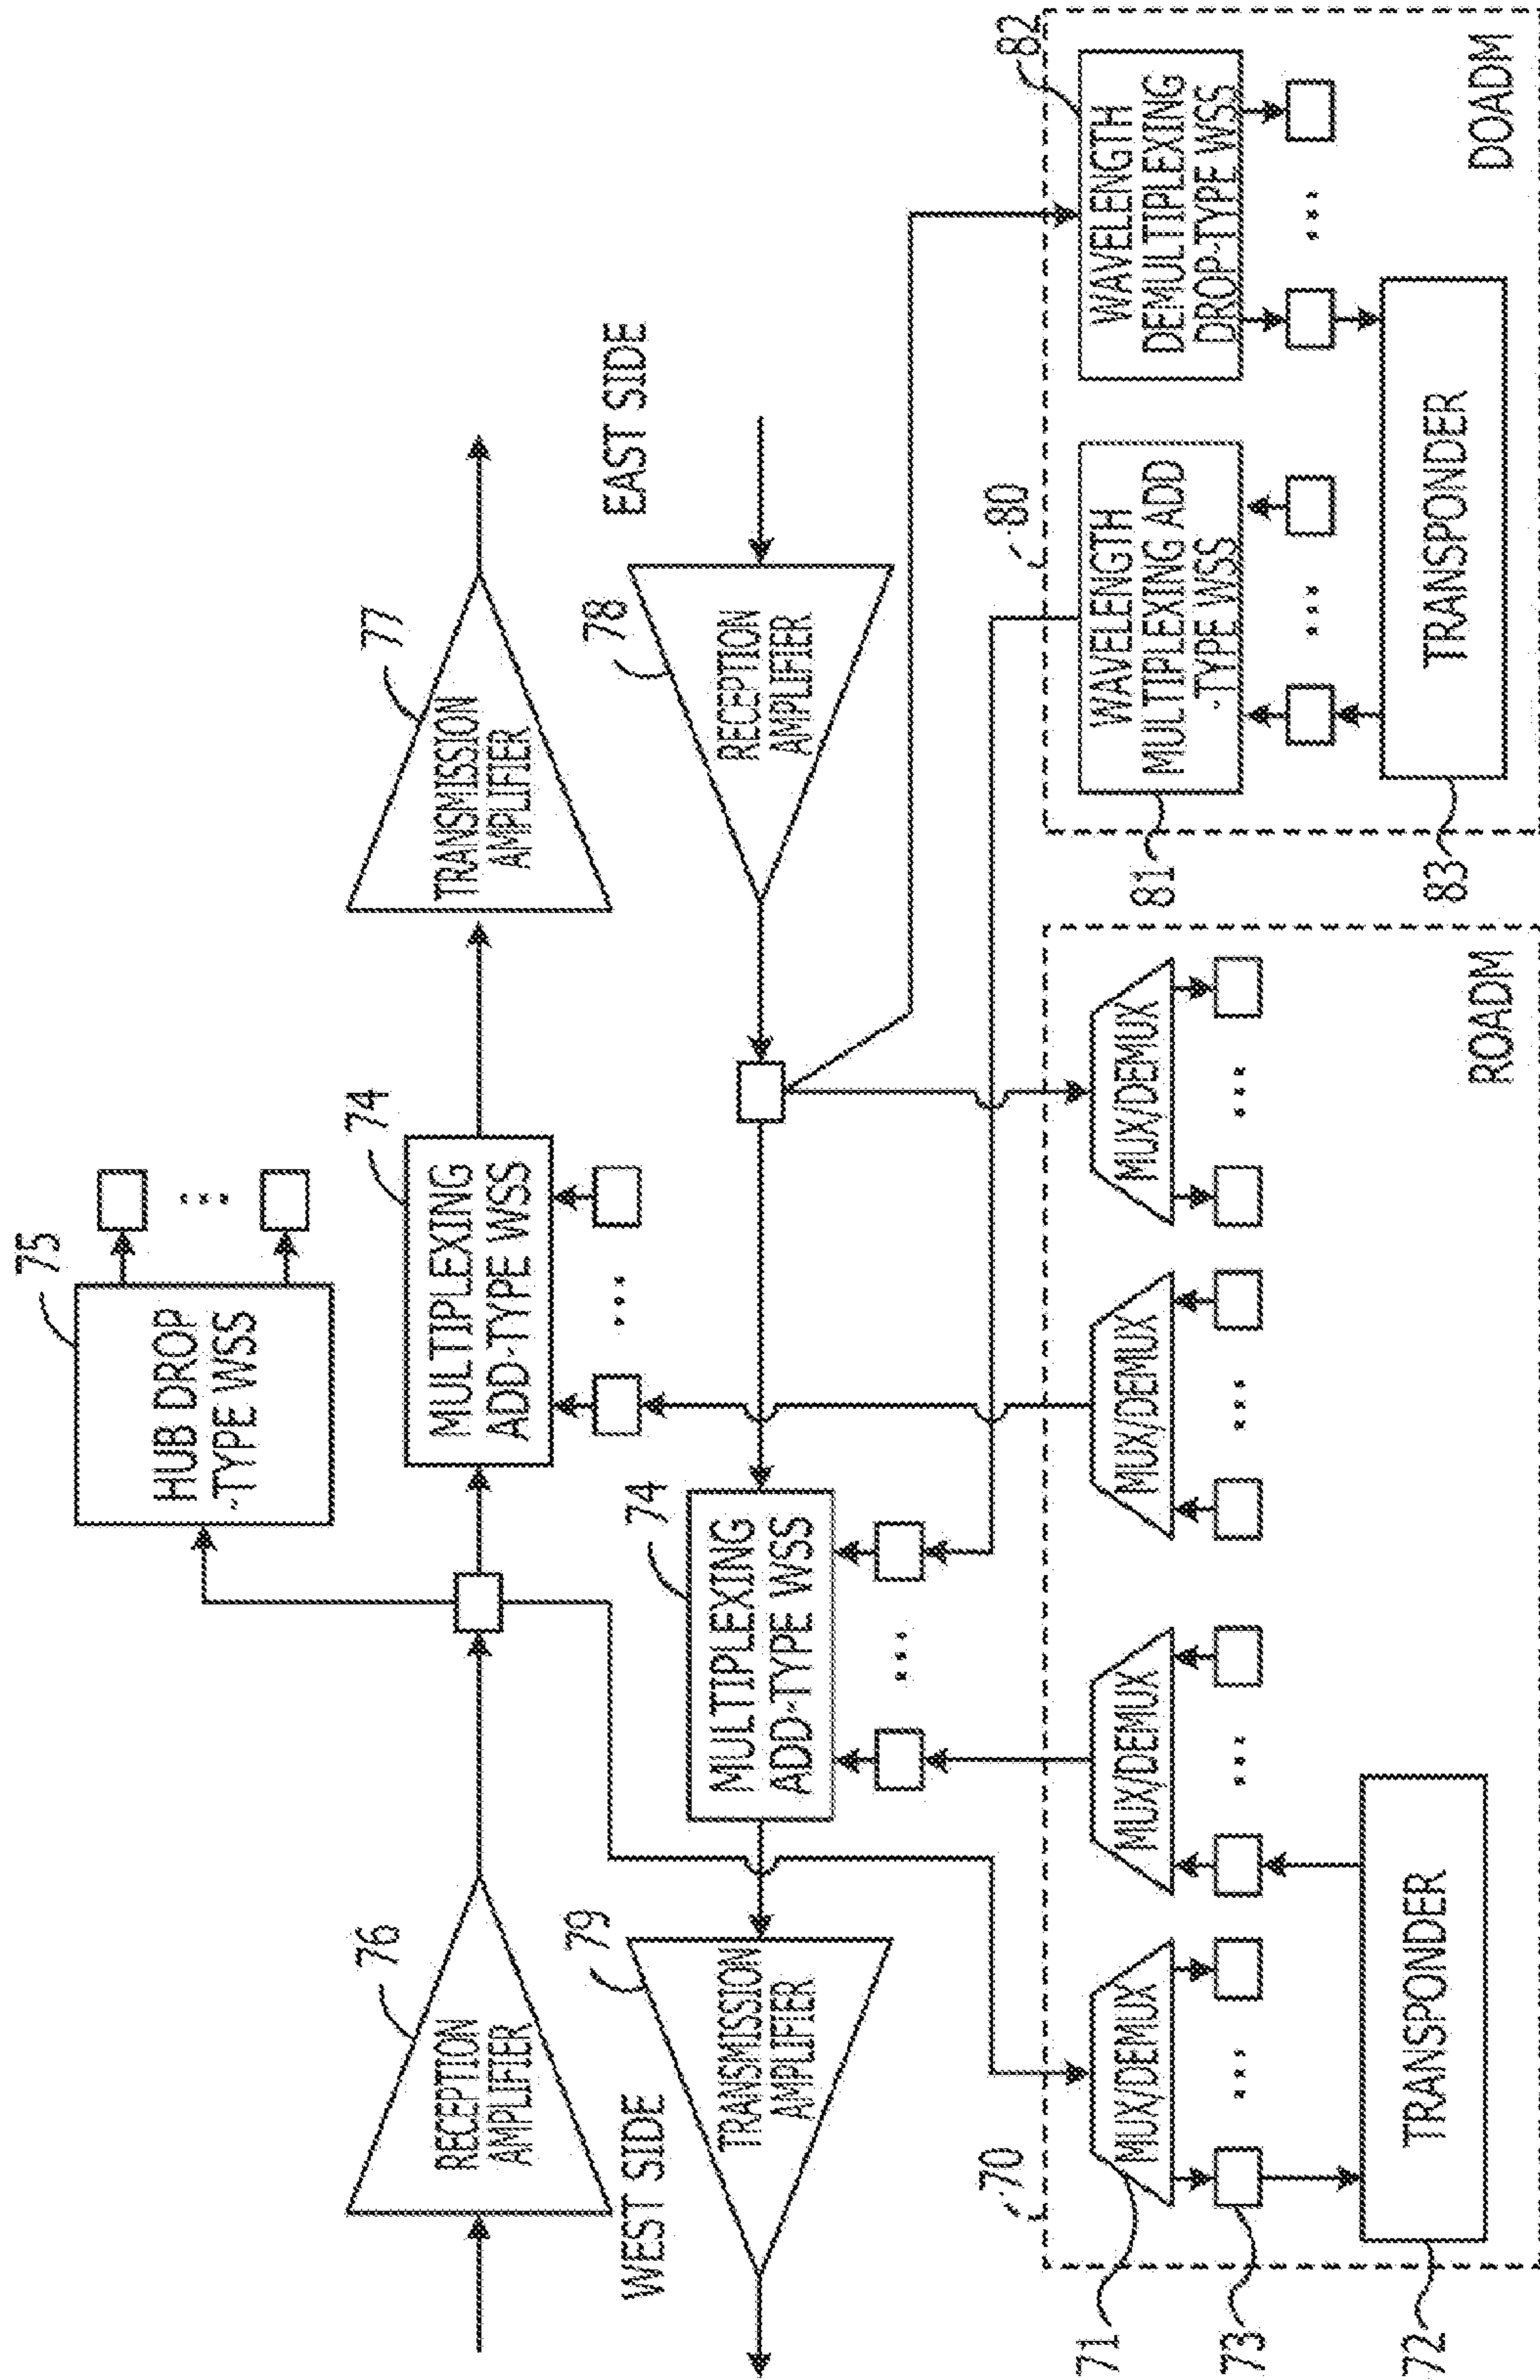 75
HUB DROP
-TYPE WSS
74
MULTIPLEXING
ADD-TYPE WSS
76
RECEPTION
AMPLIFIER
77
TRANSMISSION
AMPLIFIER
WEST SIDE
EAST SIDE
79
TRANSMISSION
AMPLIFIER
74
MULTIPLEXING
ADD-TYPE WSS
78
RECEPTION
AMPLIFIER
70
71
MUX/DEMUX
MUX/DEMUX
MUX/DEMUX
MUX/DEMUX
73
72
TRANSPONDER
ROADM
80
81
WAVELENGTH
MULTIPLEXING ADD
-TYPE WSS
82
WAVELENGTH
DEMULTIPLEXING
DROP-TYPE WSS
83
TRANSPONDER
DOADM